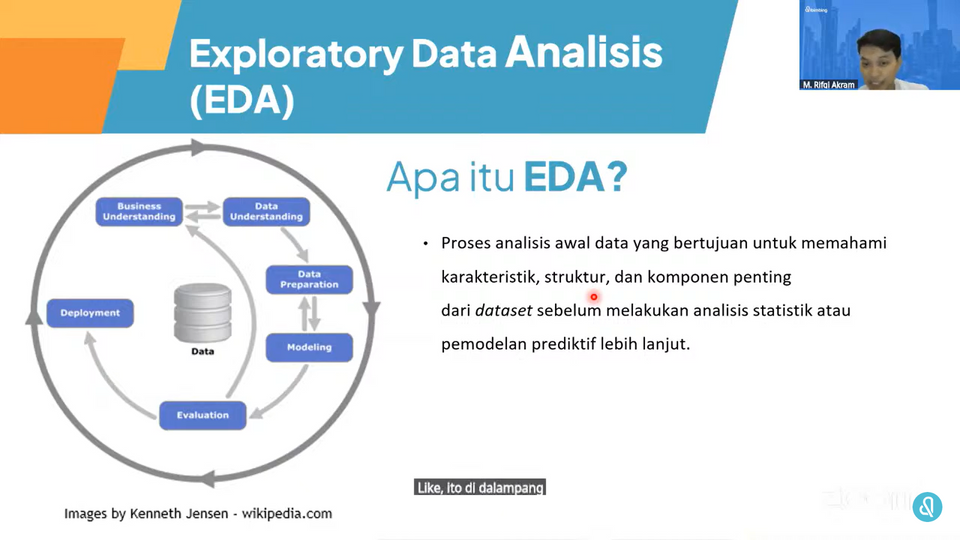 Exploratory Data Analisis
(EDA)
M. Rifqi Akram
Apa itu EDA?
Business
Understanding
Data
Understanding
Data
Preparation
Deployment
Data
Modeling
Evaluation
• Proses analisis awal data yang bertujuan untuk memahami
karakteristik, struktur, dan komponen penting
dari dataset sebelum melakukan analisis statistik atau
pemodelan prediktif lebih lanjut.
Like, ito di dalampang
Images by Kenneth Jensen - wikipedia.com